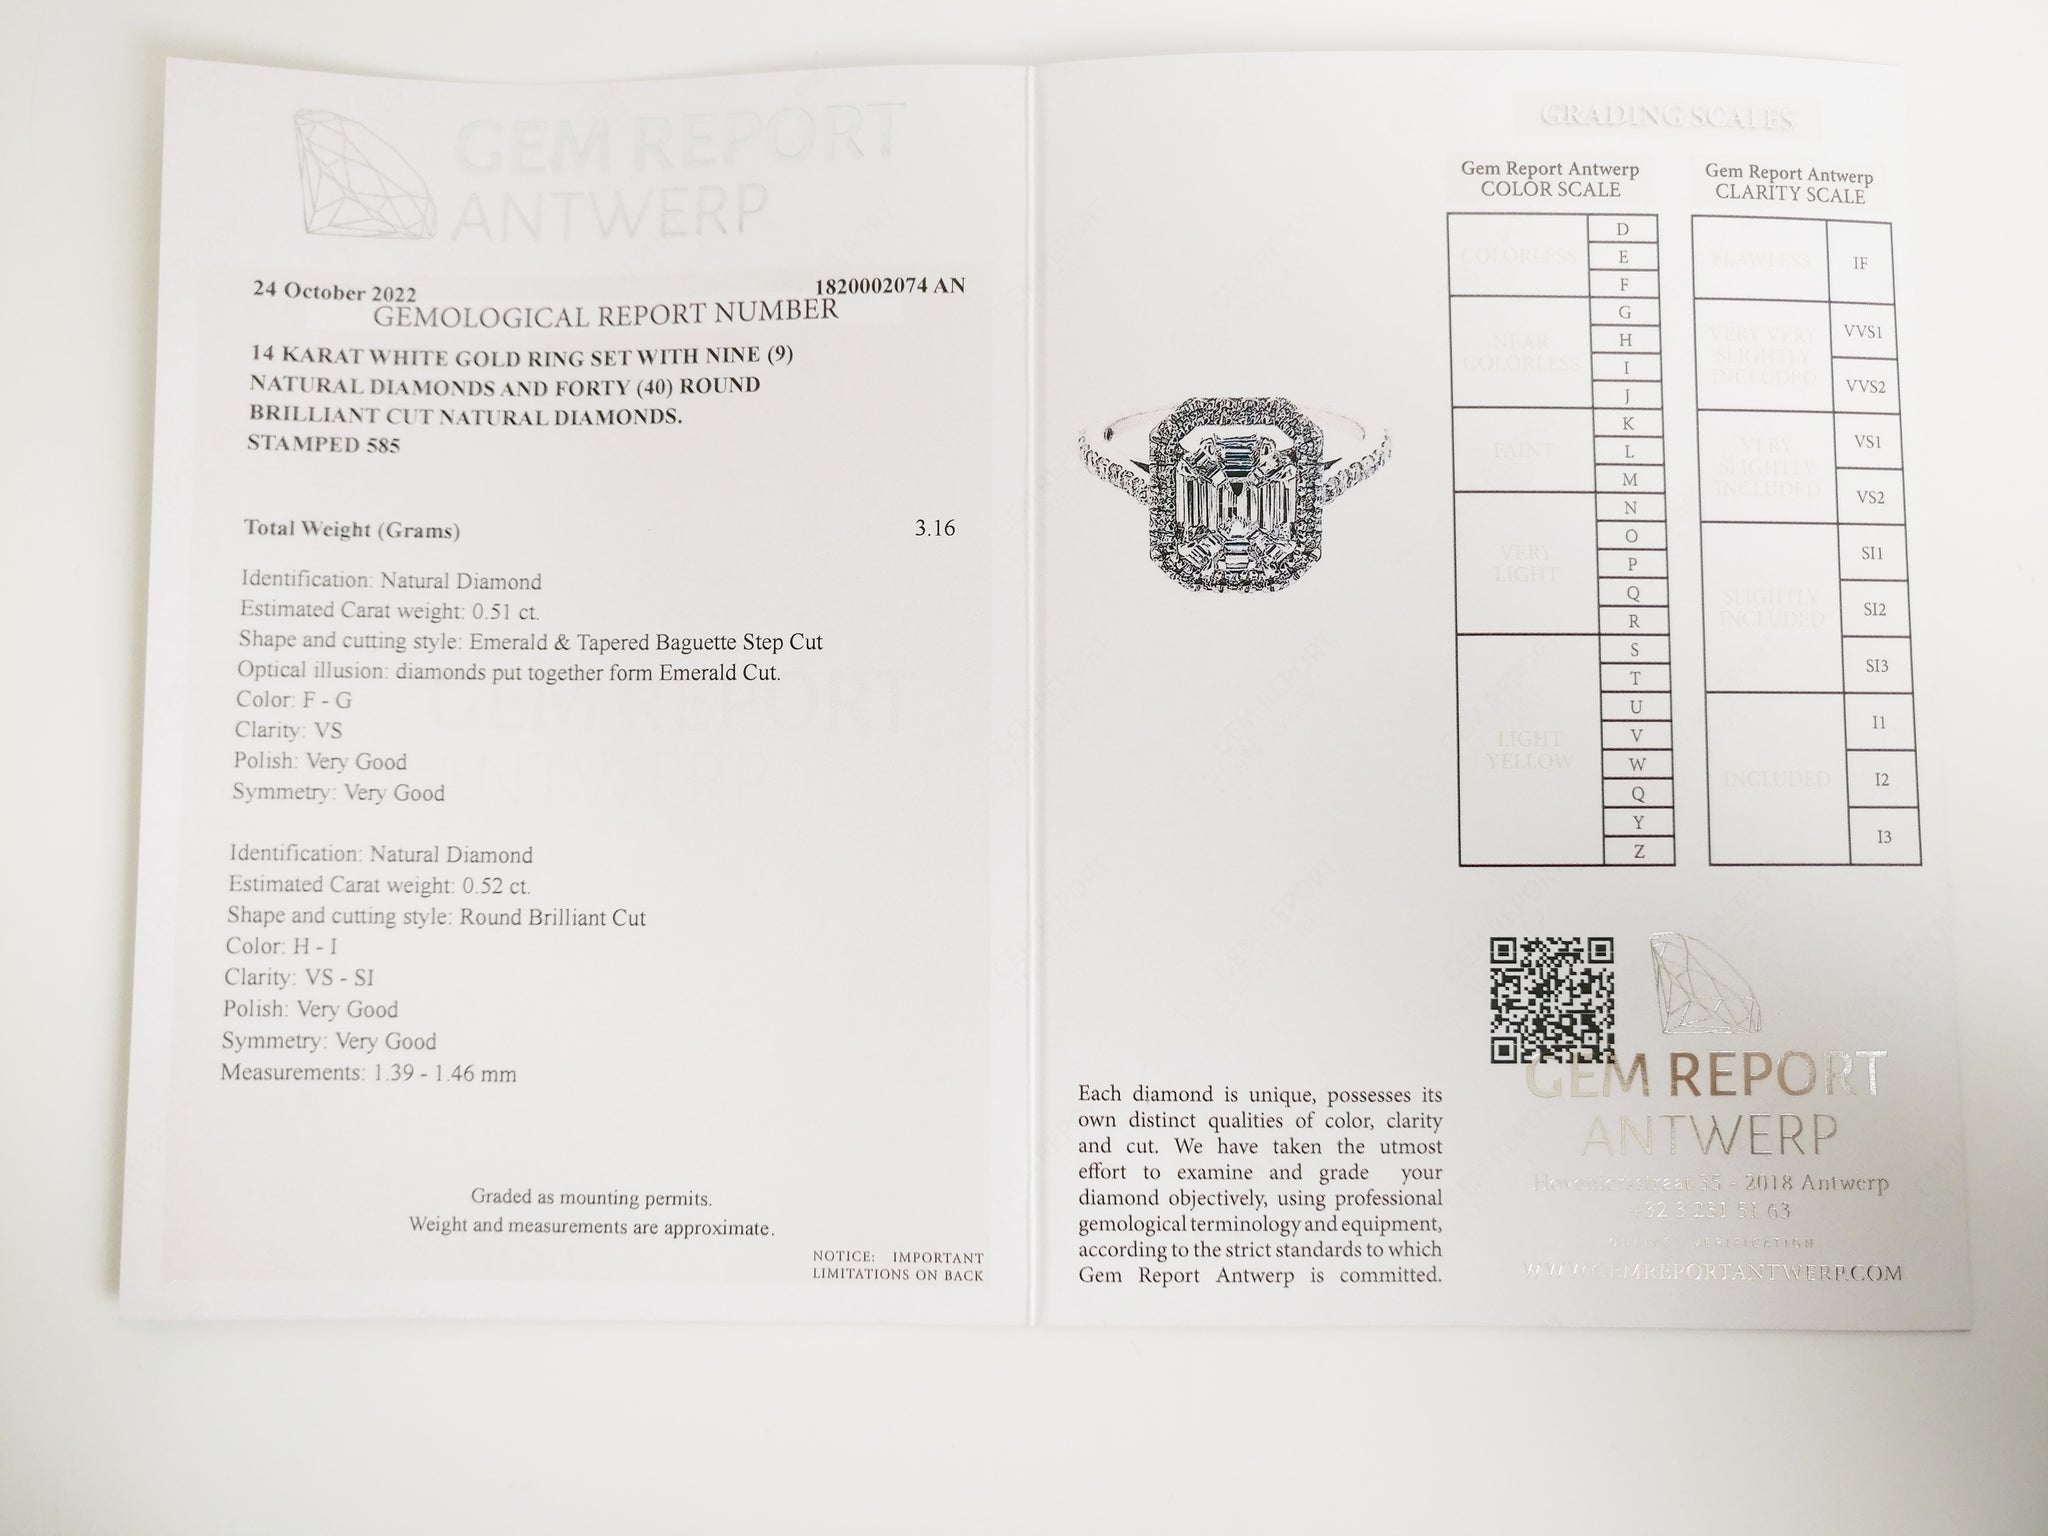 GEM REPORT
ANTWERP
24 October 2022
1820002074 AN
GEMOLOGICAL REPORT NUMBER
14 KARAT WHITE GOLD RING SET WITH NINE (9)
NATURAL DIAMONDS AND FORTY (40) ROUND
BRILLIANT CUT NATURAL DIAMONDS.
STAMPED 585
Total Weight (Grams) 3.16
Identification: Natural Diamond
Estimated Carat weight: 0.51 ct.
Shape and cutting style: Emerald & Tapered Baguette Step Cut
Optical illusion: diamonds put together form Emerald Cut.
Color: F - G
Clarity: VS
Polish: Very Good
Symmetry: Very Good
Identification: Natural Diamond
Estimated Carat weight: 0.52 ct.
Shape and cutting style: Round Brilliant Cut
Color: H - I
Clarity: VS - SI
Polish: Very Good
Symmetry: Very Good
Measurements: 1.39 - 1.46 mm
Graded as mounting permits.
Weight and measurements are approximate.
NOTICE: IMPORTANT
LIMITATIONS ON BACK
Each diamond is unique, possesses its
own distinct qualities of color, clarity
and cut. We have taken the utmost
effort to examine and grade your
diamond objectively, using professional
gemological terminology and equipment,
according to the strict standards to which
Gem Report Antwerp is committed.
GRADING SCALES
Gem Report Antwerp
COLOR SCALE
COLORLESS
D
E
F
NEAR
COLORLESS
G
H
I
J
FAINT
K
L
M
VERY
LIGHT
N
O
P
Q
R
LIGHT
YELLOW
S
T
U
V
W
Q
Y
Z
Gem Report Antwerp
CLARITY SCALE
FLAWLESS
IF
VERY VERY
SLIGHTLY
INCLUDED
VVS1
VVS2
VERY
SLIGHTLY
INCLUDED
VS1
VS2
SLIGHTLY
INCLUDED
SI1
SI2
SI3
INCLUDED
I1
I2
I3
GEM REPORT
ANTWERP
Hoveniersstraat 35 - 2018 Antwerp
+32 3 231 51 63
ONLINE VERIFICATION
WWW.GEMREPORTANTWERP.COM